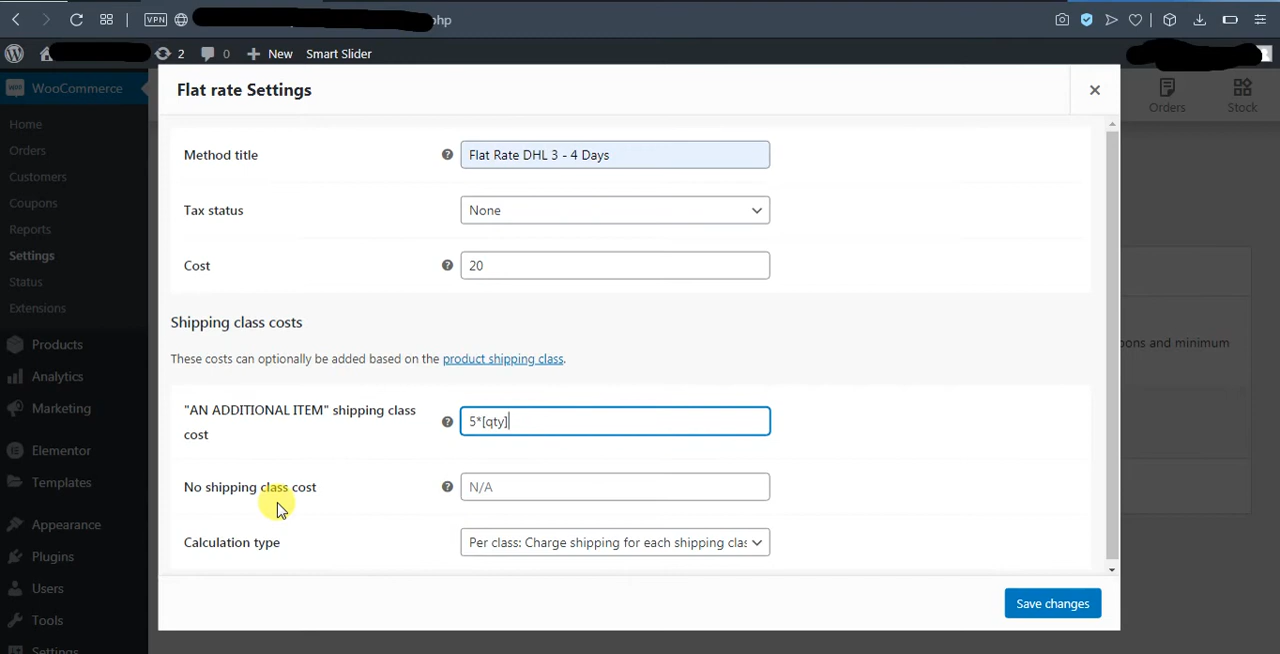 VPN
hp
2 0 New Smart Slider
WooCommerce
Home
Orders
Customers
Coupons
Reports
Settings
Status
Extensions
Products
Analytics
Marketing
Elementor
Templates
Appearance
Plugins
Users
Tools
Settings
Flat rate Settings
Method title
Flat Rate DHL 3 - 4 Days
Tax status
None
Cost
20
Shipping class costs
These costs can optionally be added based on the product shipping class.
"AN ADDITIONAL ITEM" shipping class
cost
5*[qty]
No shipping class cost
N/A
Calculation type
Per class: Charge shipping for each shipping clas
Save changes
Orders
Stock
pons and minimum